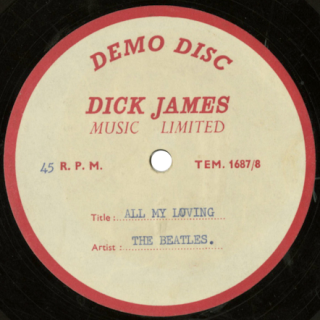 DEMO DISC
DICK JAMES
MUSIC LIMITED
45 R. P. M. TEM. 1687/8
Title : ALL MY LOVING
Artist : THE BEATLES.